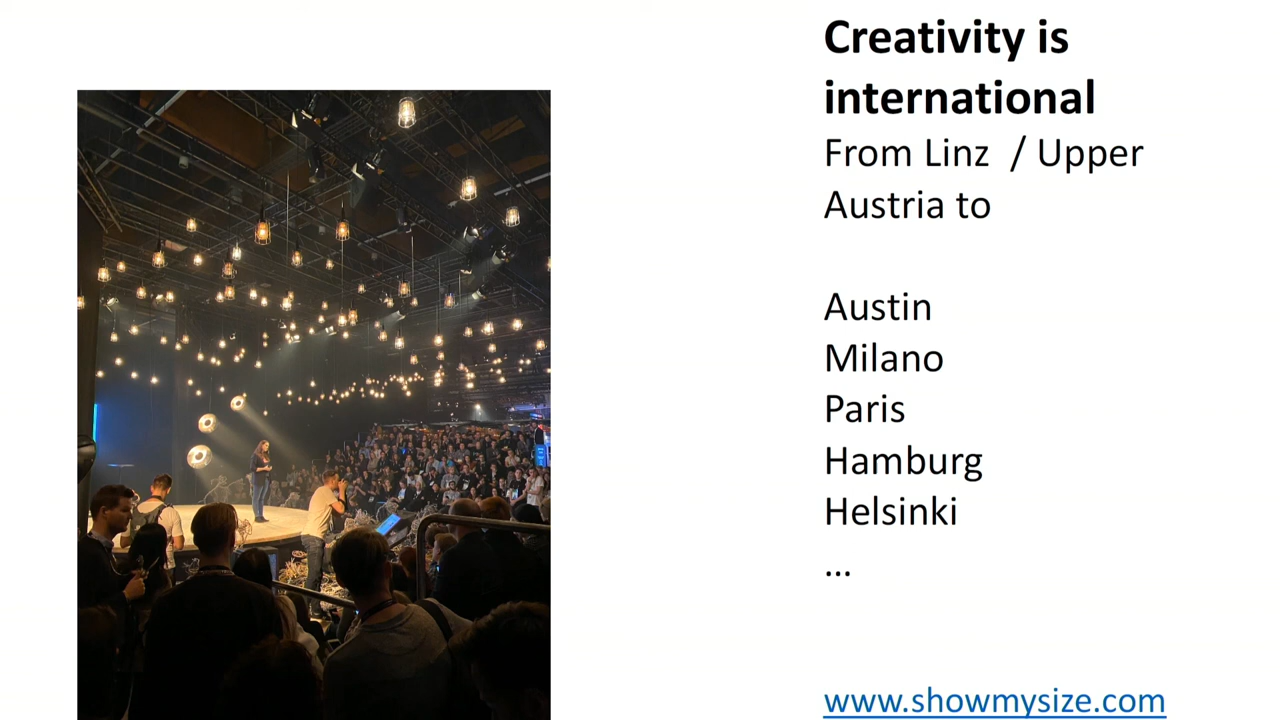 Creativity is
international
From Linz  / Upper
Austria to
Austin
Milano
Paris
Hamburg
Helsinki
...
www.showmysize.com